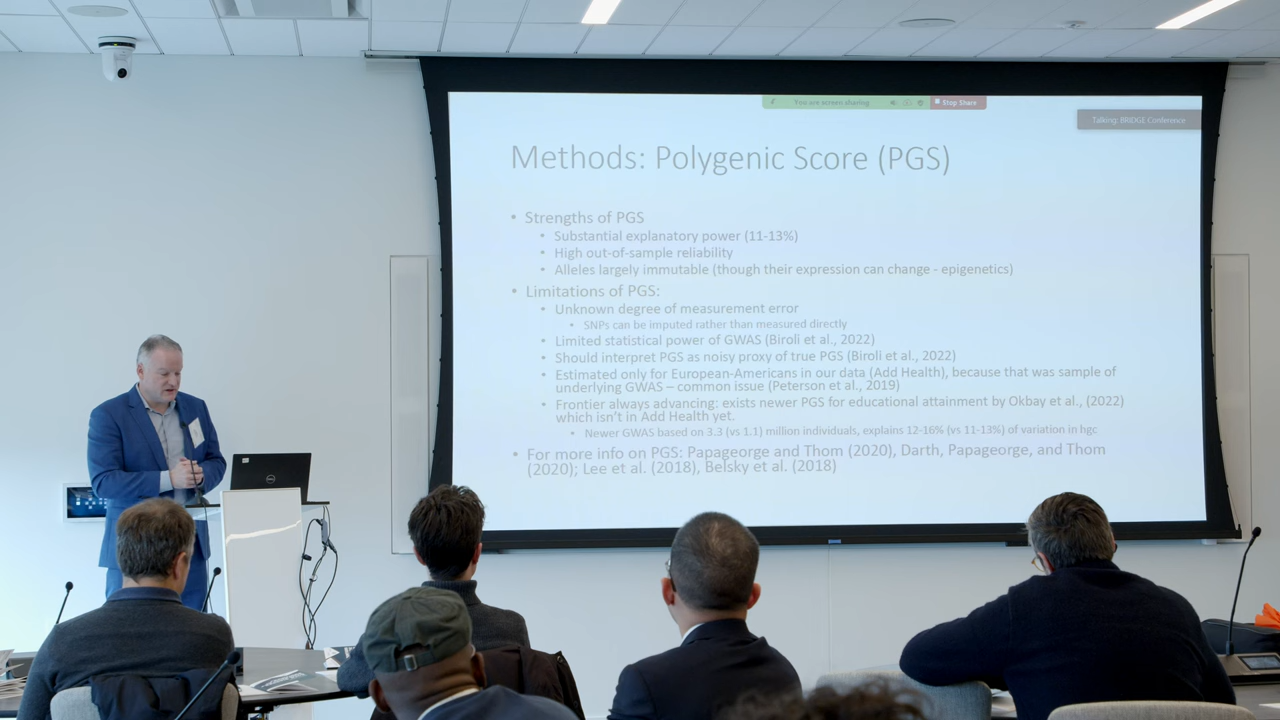 You are screen sharing
Stop Share
Talking: BRIDGE Conference
Methods: Polygenic Score (PGS)
• Strengths of PGS
• Substantial explanatory power (11-13%)
• High out-of-sample reliability
• Alleles largely immutable (though their expression can change - epigenetics)
• Limitations of PGS:
• Unknown degree of measurement error
• SNPs can be imputed rather than measured directly
• Limited statistical power of GWAS (Biroli et al., 2022)
• Should interpret PGS as noisy proxy of true PGS (Biroli et al., 2022)
• Estimated only for European-Americans in our data (Add Health), because that was sample of
underlying GWAS – common issue (Peterson et al., 2019)
• Frontier always advancing: exists newer PGS for educational attainment by Okbay et al., (2022)
which isn't in Add Health yet.
• Newer GWAS based on 3.3 (vs 1.1) million individuals, explains 12-16% (vs 11-13%) of variation in hgc
• For more info on PGS: Papageorge and Thom (2020), Darth, Papageorge, and Thom
(2020); Lee et al. (2018), Belsky et al. (2018)
DELL